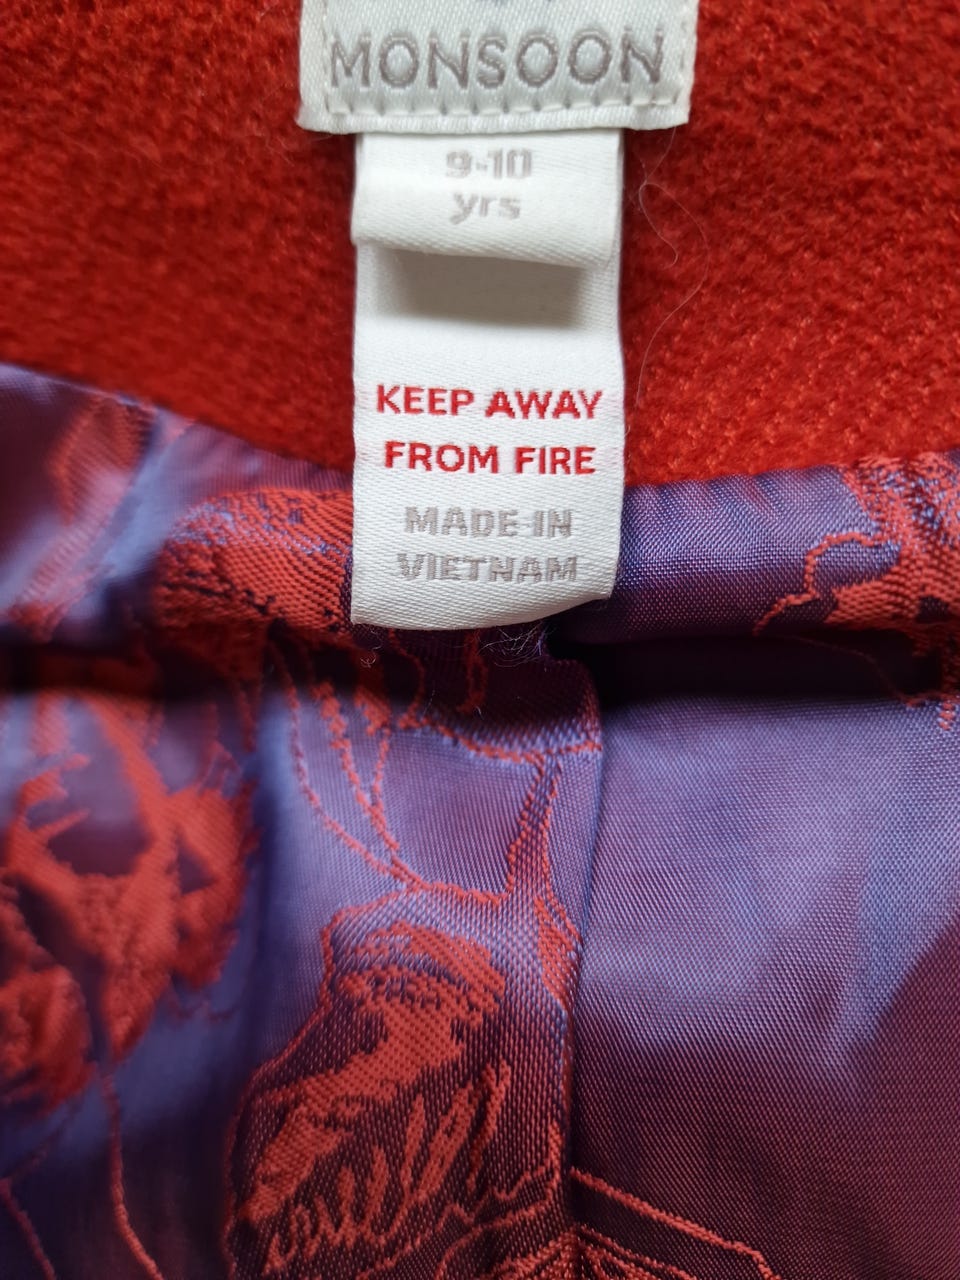 MONSOON
9-10
yrs
KEEP AWAY
FROM FIRE
MADE IN
VIETNAM